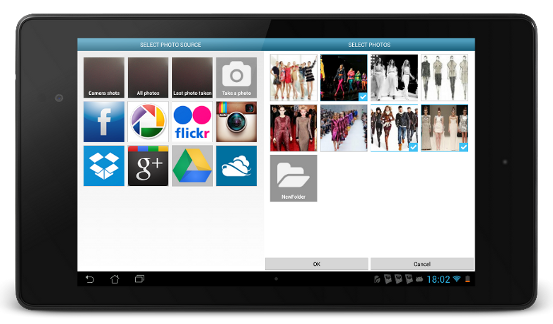 SELECT PHOTO SOURCE
SELECT PHOTOS
Camera shots
All photos
Last photo taken
Take a photo
f
flickr
g+
NewFolder
OK
Cancel
18:02